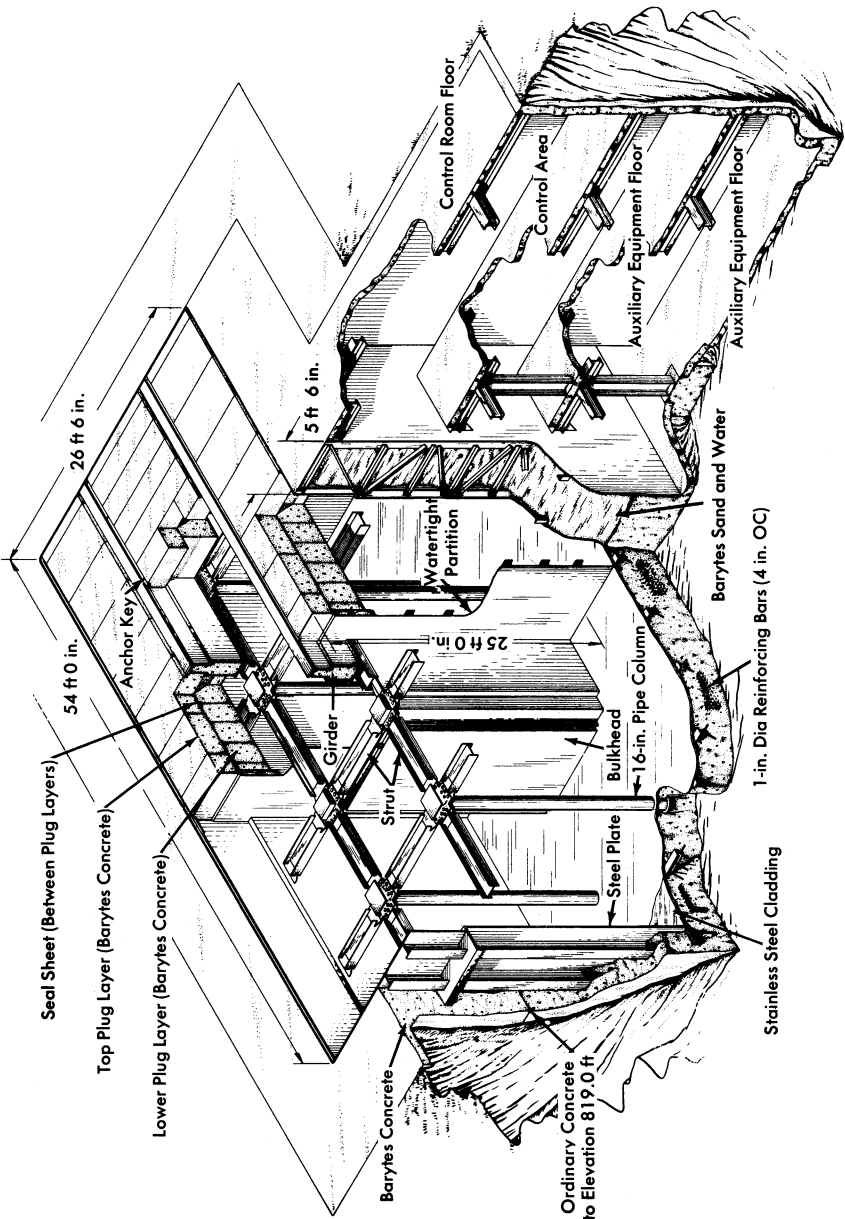 Seal Sheet (Between Plug Layers)
Top Plug Layer (Barytes Concrete)
Lower Plug Layer (Barytes Concrete)
54 ft 0 in.
26 ft 6 in.
Anchor Key
5 ft 6 in.
Control Room Floor
Control Area
Auxiliary Equipment Floor
Auxiliary Equipment Floor
Girder
Strut
Watertight
Partition
25 ft 0 in.
Barytes Concrete
Ordinary Concrete
to Elevation 819.0 ft
Steel Plate
Bulkhead
16-in. Pipe Column
Stainless Steel Cladding
1-in. Dia Reinforcing Bars (4 in. OC)
Barytes Sand and Water